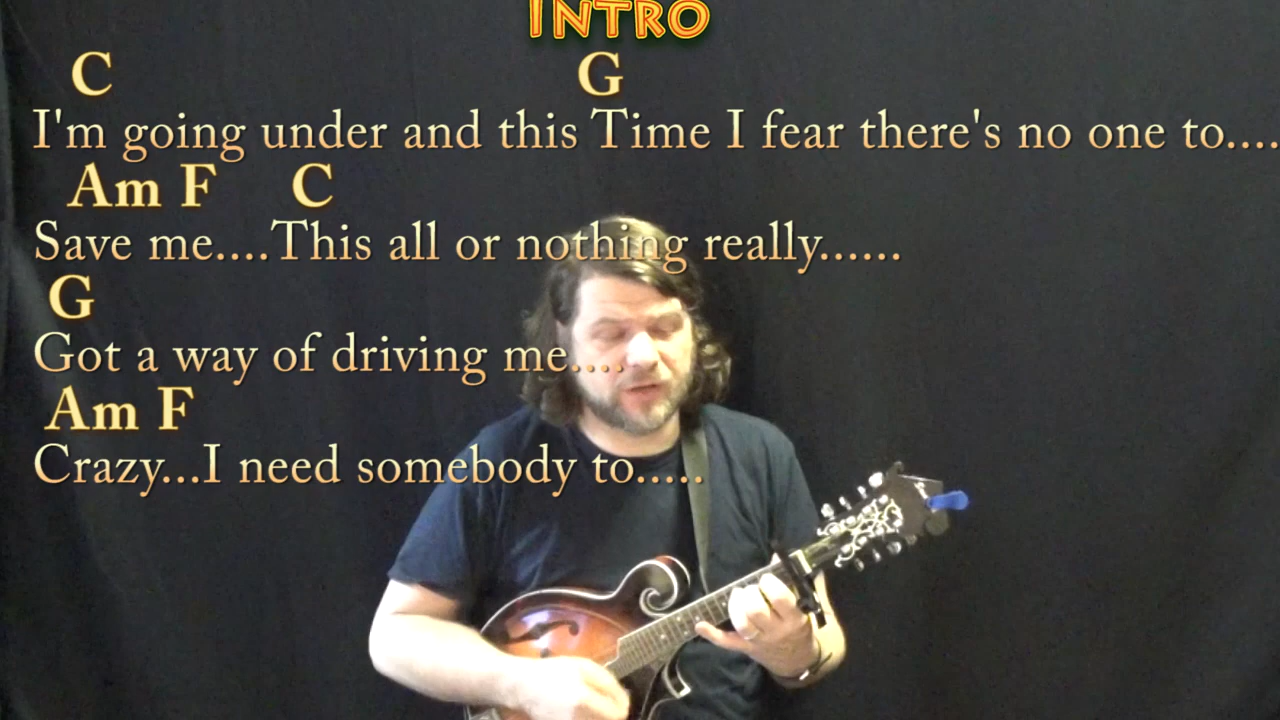 INTRO
C G
I'm going under and this Time I fear there's no one to....
Am F C
Save me....This all or nothing really......
G
Got a way of driving me....
Am F
Crazy...I need somebody to.....